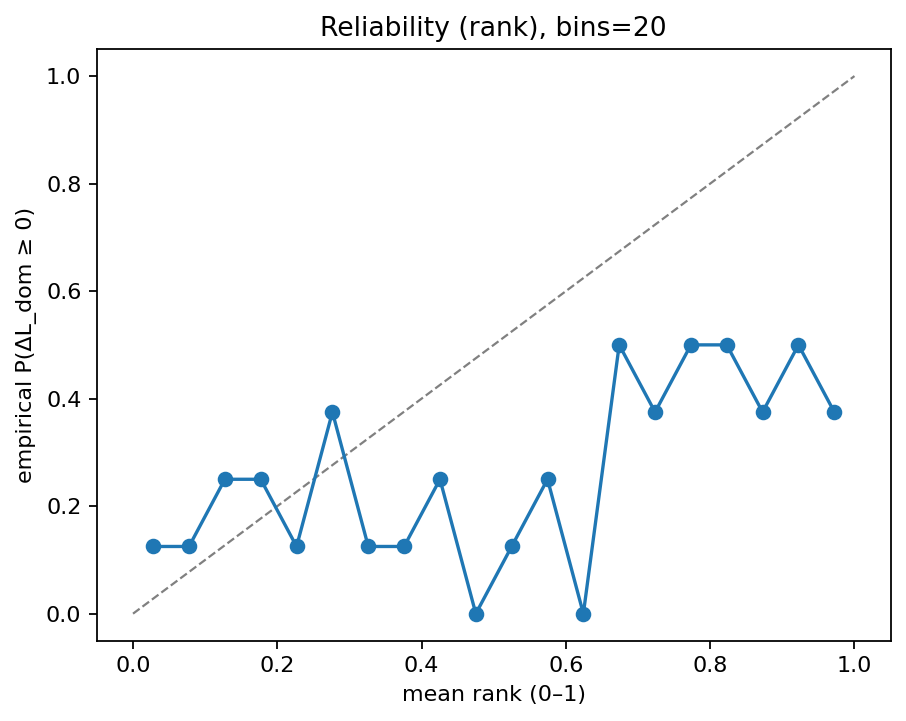 Reliability (rank), bins=20
empirical P(ΔL_dom ≥ 0)
1.0
0.8
0.6
0.4
0.2
0.0
0.0 0.2 0.4 0.6 0.8 1.0
mean rank (0–1)